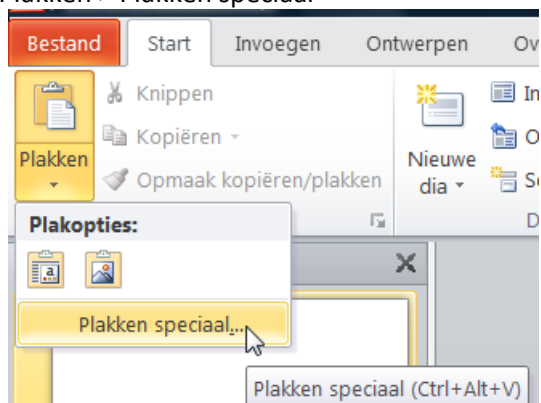 Plakken > Plakken speciaal
Bestand Start Invoegen Ontwerpen
Knippen
Kopiëren
Opmaak kopiëren/plakken
Plakken
Nieuwe
dia
Plakopties:
Plakken speciaal...
Plakken speciaal (Ctrl+Alt+V)